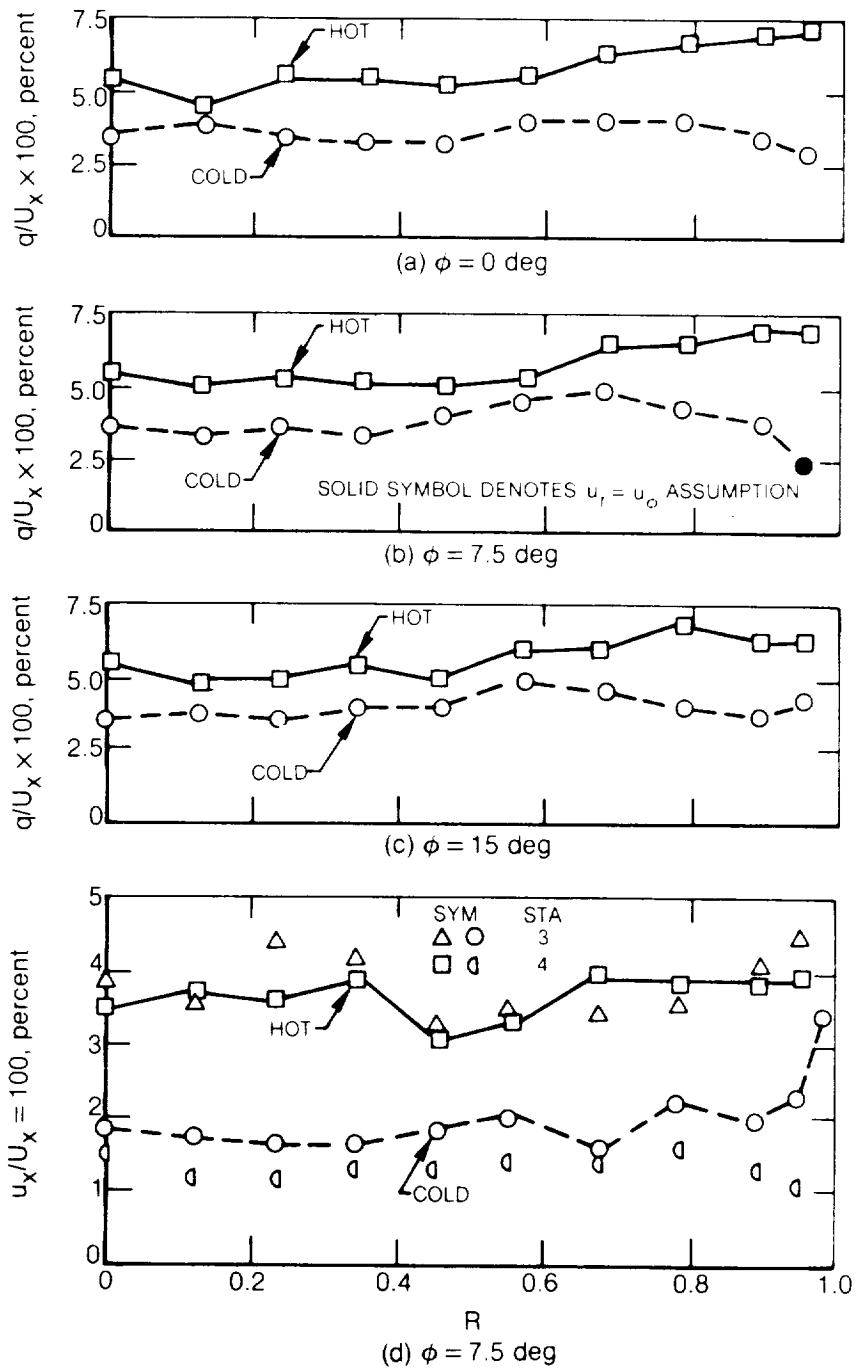 7.5
5.0
2.5
0
q/U_x × 100, percent
HOT
COLD
(a) ϕ = 0 deg
7.5
5.0
2.5
0
q/U_x × 100, percent
HOT
COLD
SOLID SYMBOL DENOTES u_r = u_ϕ ASSUMPTION
(b) ϕ = 7.5 deg
7.5
5.0
2.5
0
q/U_x × 100, percent
HOT
COLD
(c) ϕ = 15 deg
5
4
3
2
1
0
u_x/U_x = 100, percent
SYM STA
3
4
HOT
COLD
0 0.2 0.4 0.6 0.8 1.0
R
(d) ϕ = 7.5 deg